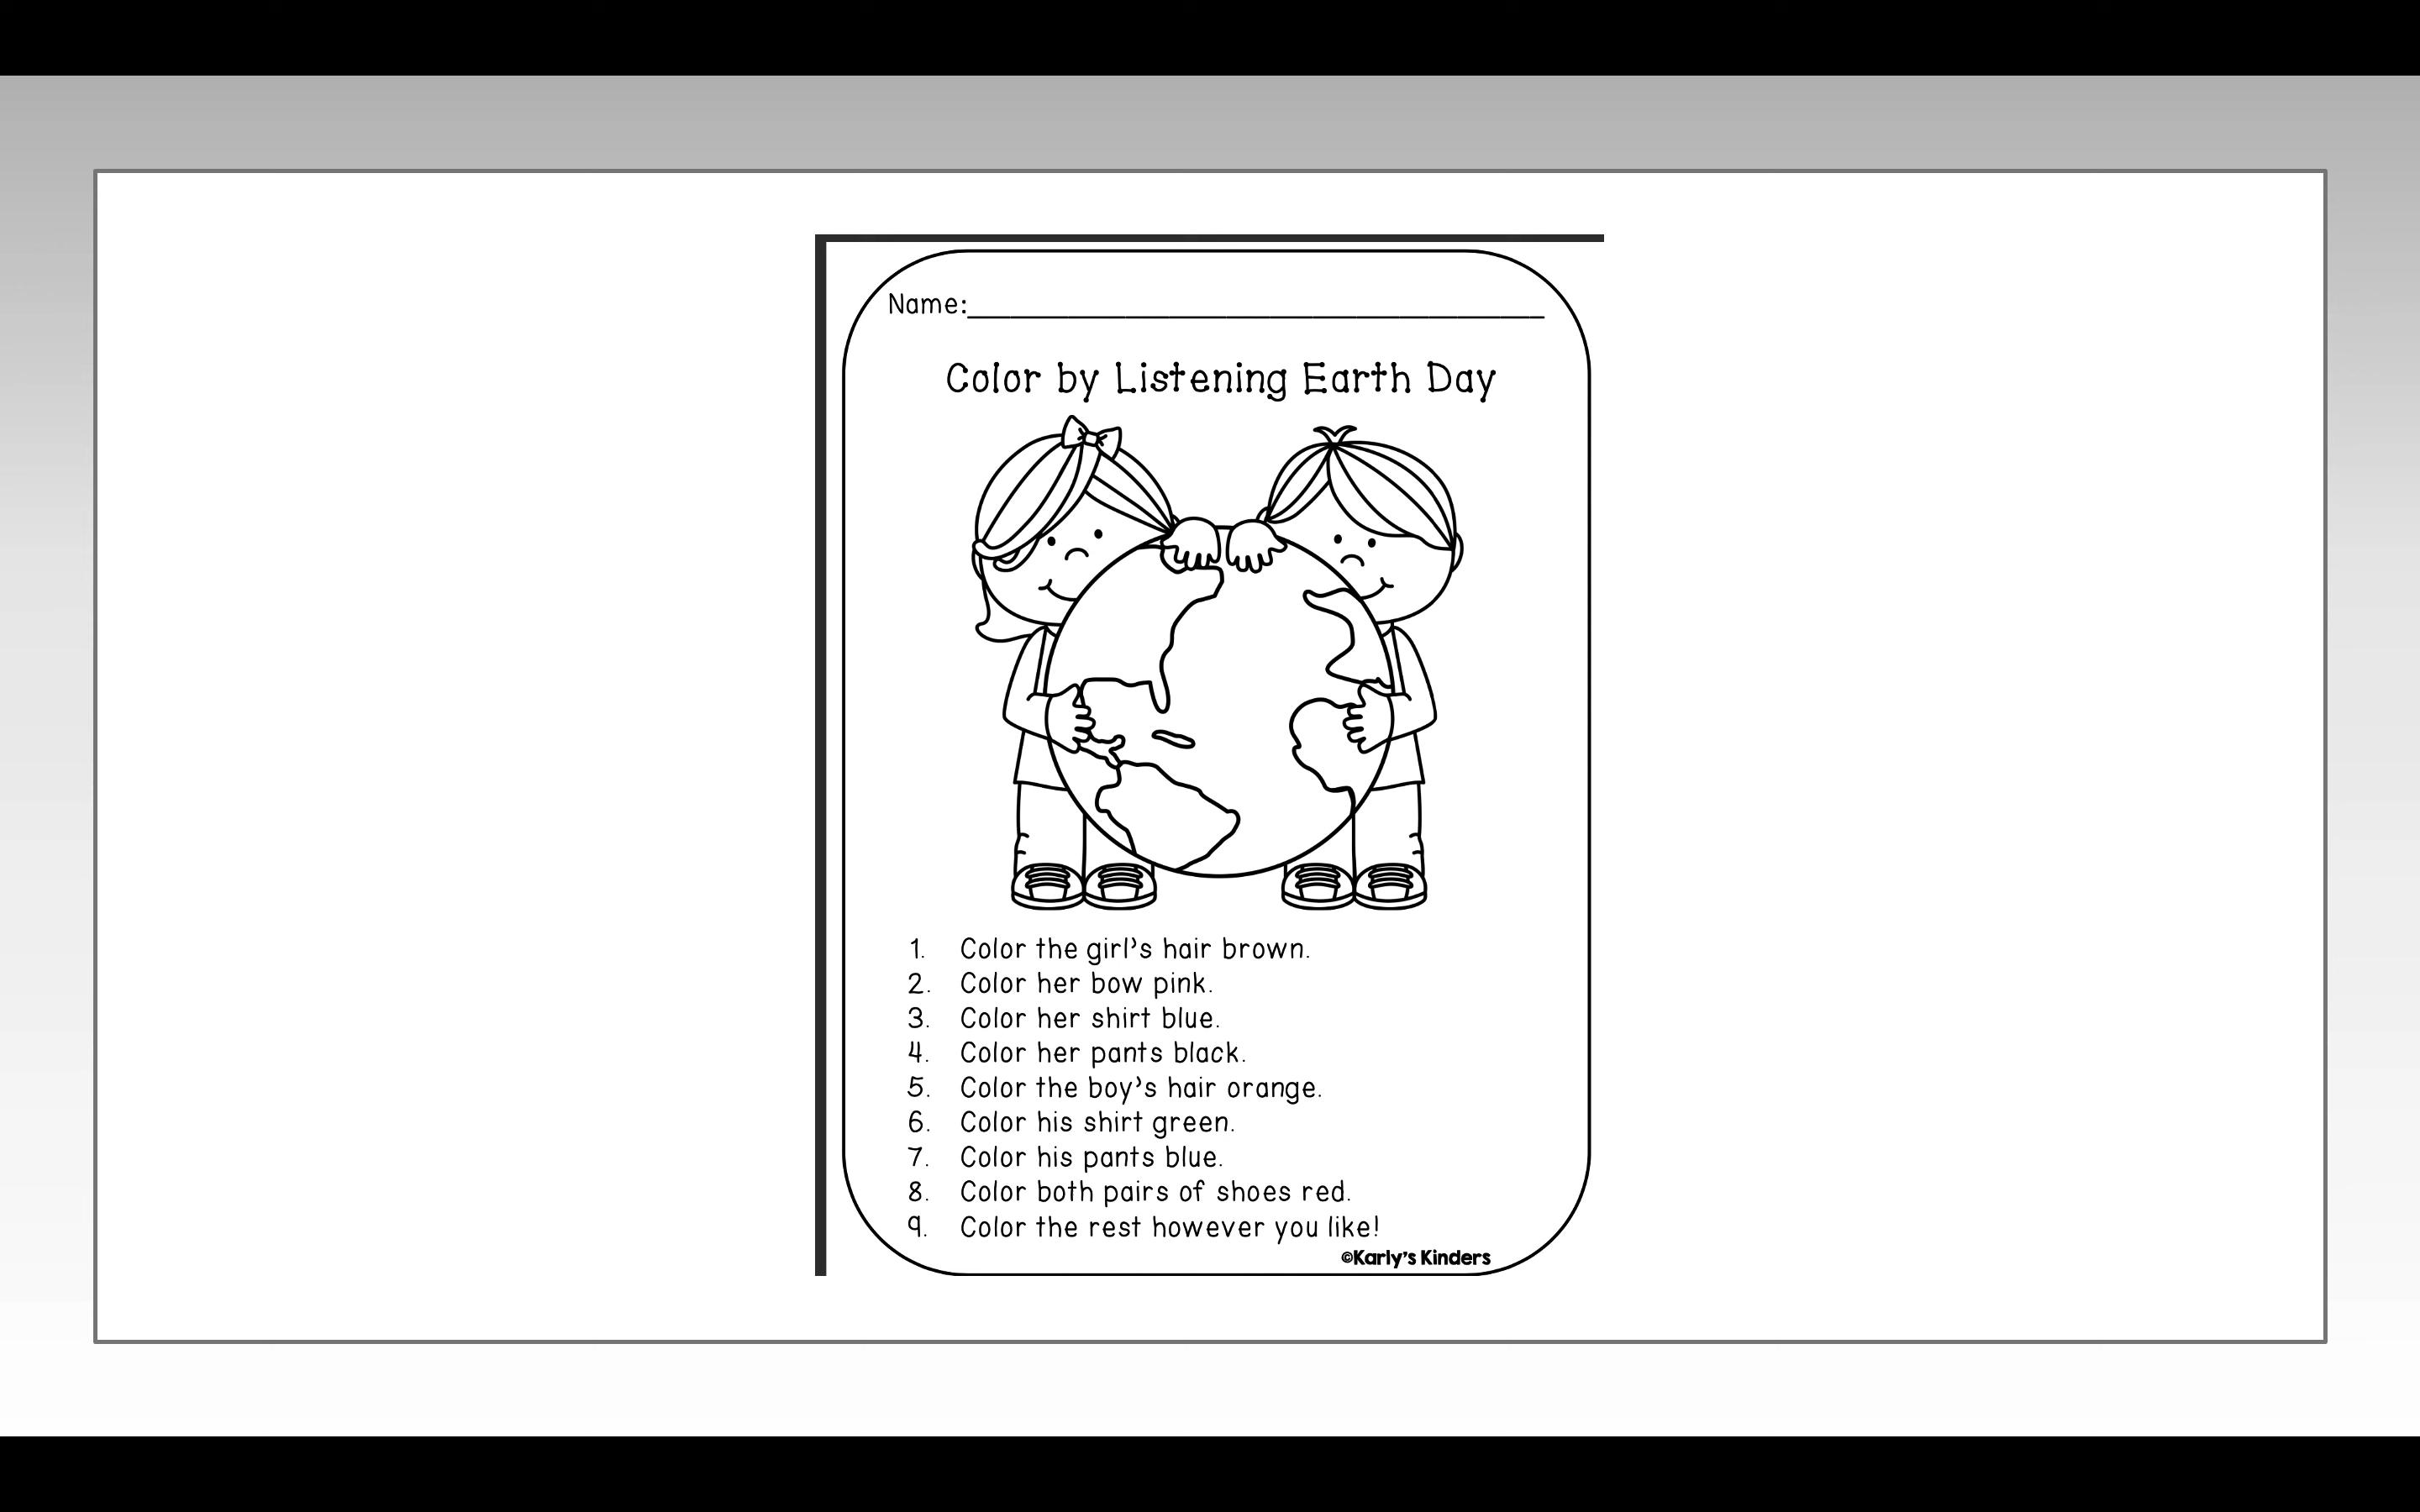 Name:
Color by Listening Earth Day
1. Color the girl's hair brown.
2. Color her bow pink.
3. Color her shirt blue.
4. Color her pants black.
5. Color the boy's hair orange.
6. Color his shirt green.
7. Color his pants blue.
8. Color both pairs of shoes red.
9. Color the rest however you like!
©Karly's Kinders